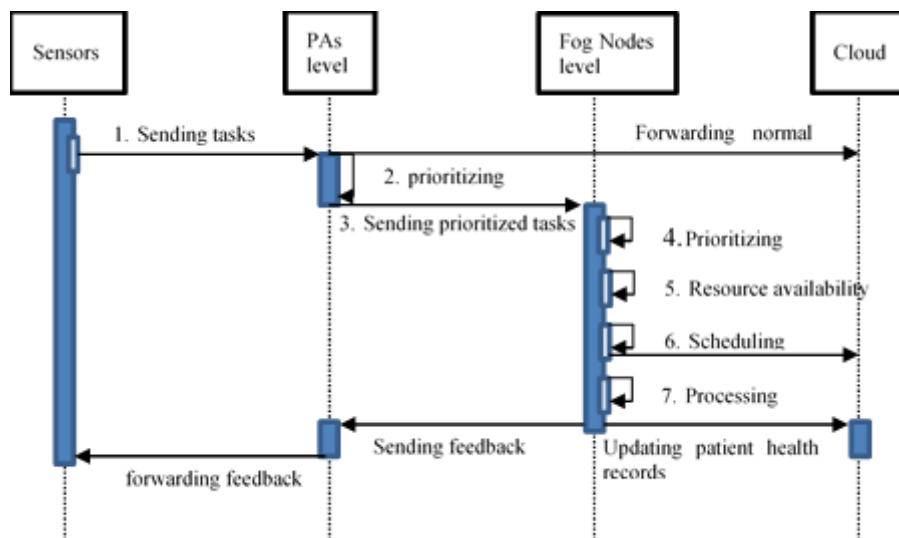 Sensors
PAs
level
Fog Nodes
level
Cloud
1. Sending tasks
Forwarding normal
2. prioritizing
3. Sending prioritized tasks
4. Prioritizing
5. Resource availability
6. Scheduling
7. Processing
Sending feedback
Updating patient health
records
forwarding feedback